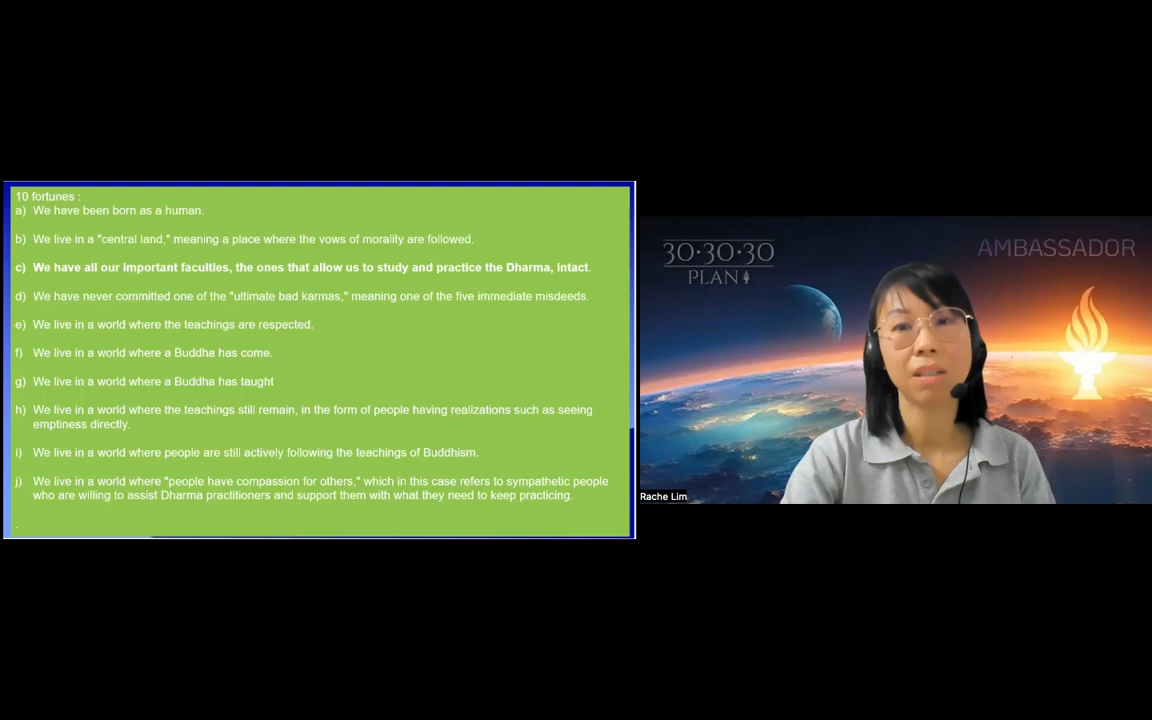 10 fortunes :
a) We have been born as a human.
b) We live in a "central land," meaning a place where the vows of morality are followed.
c) We have all our important faculties, the ones that allow us to study and practice the Dharma, intact.
d) We have never committed one of the "ultimate bad karmas," meaning one of the five immediate misdeeds.
e) We live in a world where the teachings are respected.
f) We live in a world where a Buddha has come.
g) We live in a world where a Buddha has taught
h) We live in a world where the teachings still remain, in the form of people having realizations such as seeing
emptiness directly.
i) We live in a world where people are still actively following the teachings of Buddhism.
j) We live in a world where "people have compassion for others," which in this case refers to sympathetic people
who are willing to assist Dharma practitioners and support them with what they need to keep practicing.
.
30·30·30
PLAN
AMBASSADOR
Rache Lim